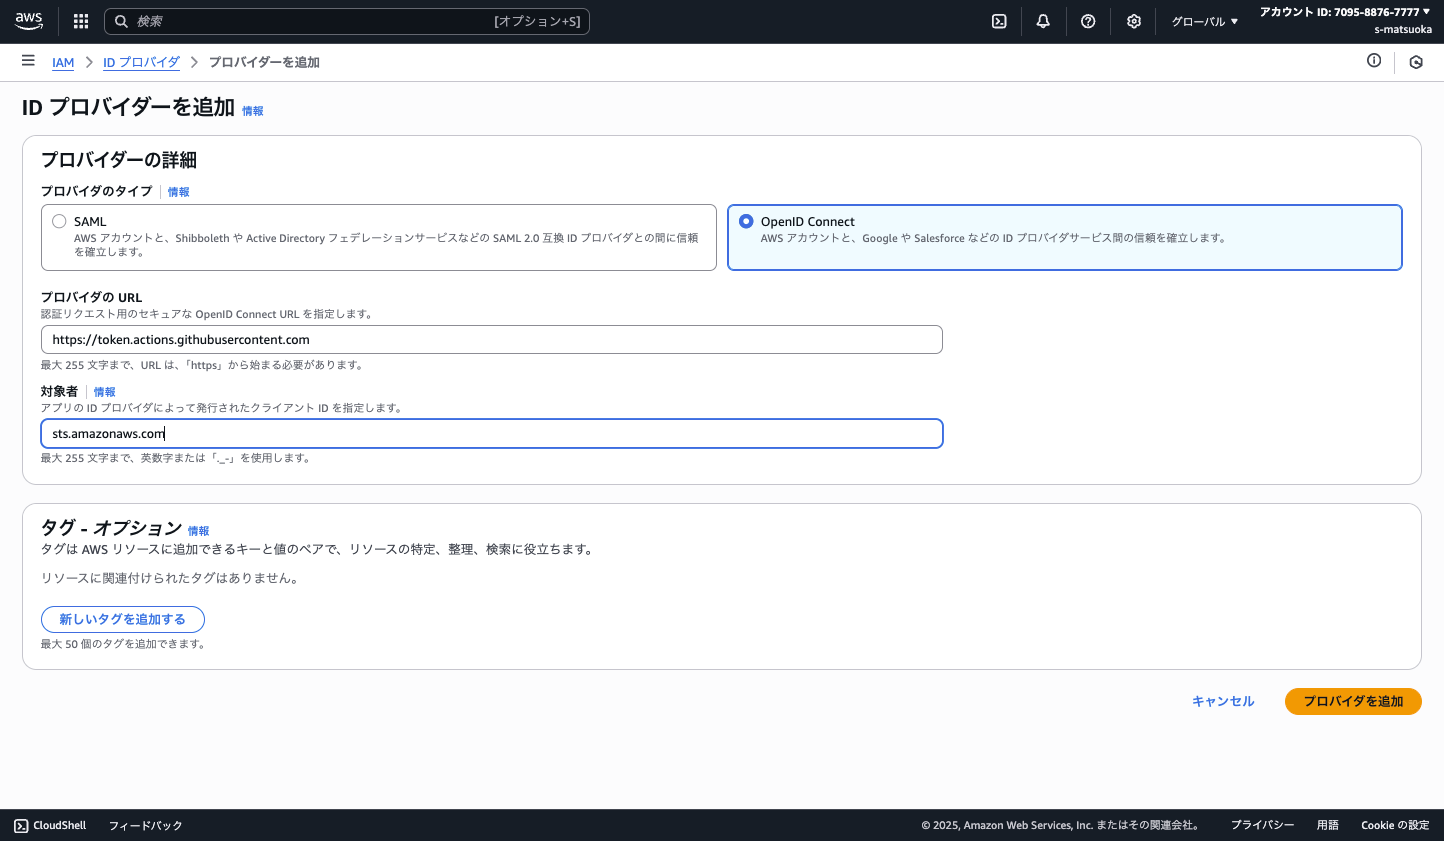 aws
検索
[オプション+S]
グローバル
アカウント ID: 7095-8876-7777
s-matsuoka
IAM
ID プロバイダ
プロバイダーを追加
ID プロバイダーを追加 情報
プロバイダーの詳細
プロバイダのタイプ 情報
SAML
AWS アカウントと、Shibboleth や Active Directory フェデレーションサービスなどの SAML 2.0 互換 ID プロバイダとの間に信頼
を確立します。
OpenID Connect
AWS アカウントと、Google や Salesforce などの ID プロバイダサービス間の信頼を確立します。
プロバイダの URL
認証リクエスト用のセキュアな OpenID Connect URL を指定します。
https://token.actions.githubusercontent.com
最大 255 文字まで、URL は、「https」から始まる必要があります。
対象者 情報
アプリの ID プロバイダによって発行されたクライアント ID を指定します。
sts.amazonaws.com
最大 255 文字まで、英数字または「._-」を使用します。
タグ - オプション 情報
タグは AWS リソースに追加できるキーと値のペアで、リソースの特定、整理、検索に役立ちます。
リソースに関連付けられたタグはありません。
新しいタグを追加する
最大 50 個のタグを追加できます。
キャンセル
プロバイダを追加
CloudShell
フィードバック
© 2025, Amazon Web Services, Inc. またはその関連会社。
プライバシー
用語
Cookie の設定